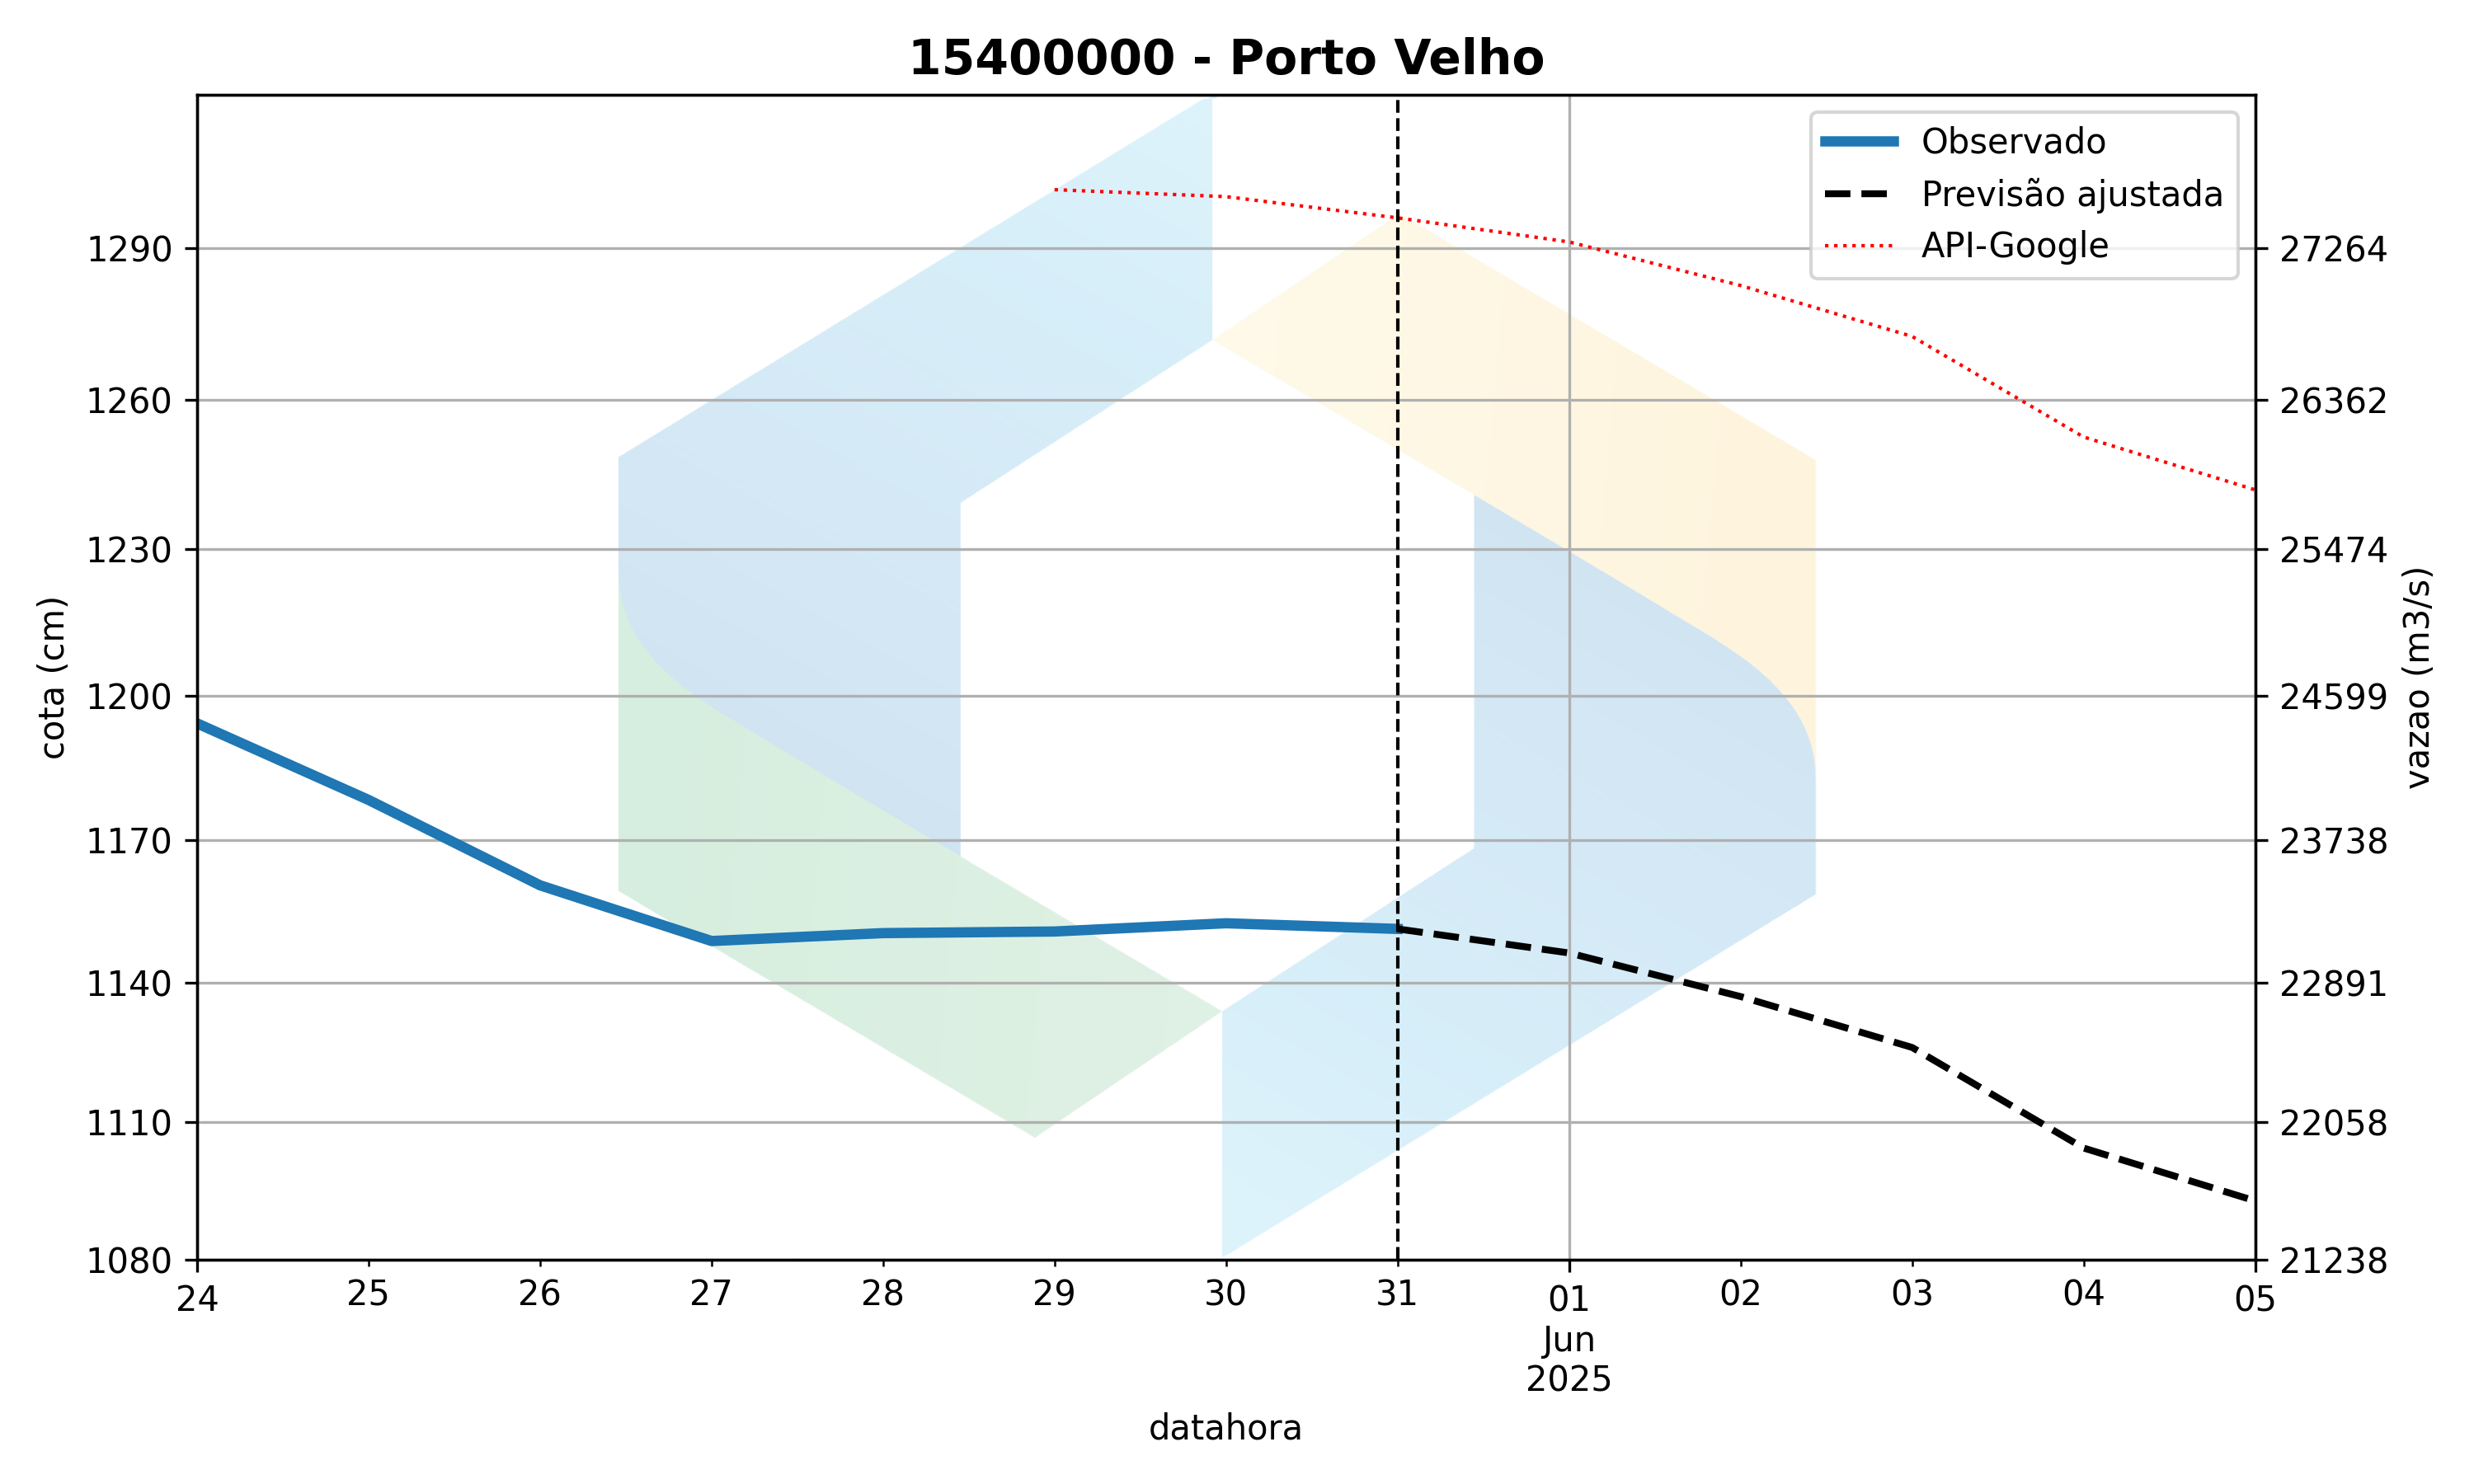 15400000 - Porto Velho
Observado
Previsão ajustada
API-Google
cota (cm)
1290
1260
1230
1200
1170
1140
1110
1080
27264
26362
25474
24599
23738
22891
22058
21238
vazao (m3/s)
24 25 26 27 28 29 30 31 01 02 03 04 05
Jun
2025
datahora